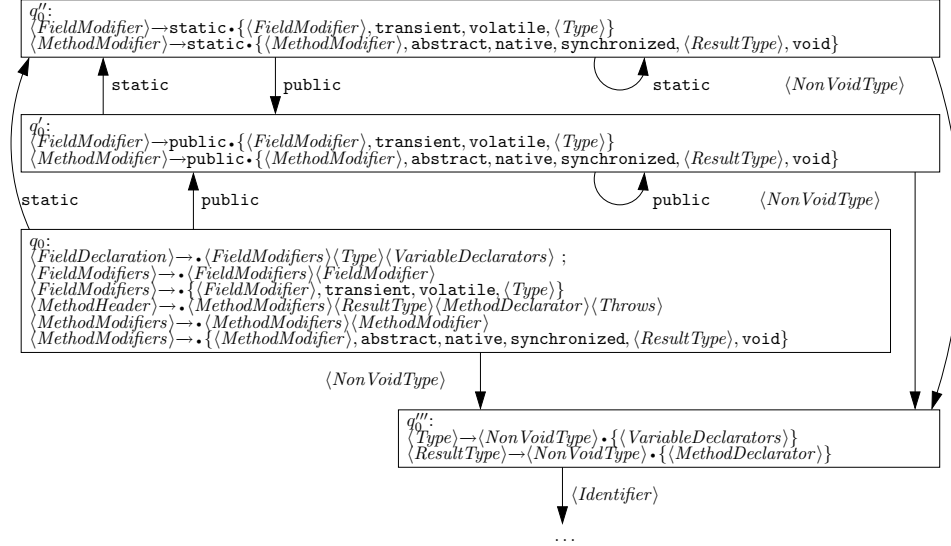 q₀″:
⟨FieldModifier⟩→static•{⟨FieldModifier⟩, transient, volatile, ⟨Type⟩}
⟨MethodModifier⟩→static•{⟨MethodModifier⟩, abstract, native, synchronized, ⟨ResultType⟩, void}
static
public
static
⟨NonVoidType⟩
q₀′:
⟨FieldModifier⟩→public•{⟨FieldModifier⟩, transient, volatile, ⟨Type⟩}
⟨MethodModifier⟩→public•{⟨MethodModifier⟩, abstract, native, synchronized, ⟨ResultType⟩, void}
static
public
public
⟨NonVoidType⟩
q₀:
⟨FieldDeclaration⟩→•⟨FieldModifiers⟩⟨Type⟩⟨VariableDeclarators⟩ ;
⟨FieldModifiers⟩→•⟨FieldModifiers⟩⟨FieldModifier⟩
⟨FieldModifiers⟩→•{⟨FieldModifier⟩, transient, volatile, ⟨Type⟩}
⟨MethodHeader⟩→•⟨MethodModifiers⟩⟨ResultType⟩⟨MethodDeclarator⟩⟨Throws⟩
⟨MethodModifiers⟩→•⟨MethodModifiers⟩⟨MethodModifier⟩
⟨MethodModifiers⟩→•{⟨MethodModifier⟩, abstract, native, synchronized, ⟨ResultType⟩, void}
⟨NonVoidType⟩
q₀‴:
⟨Type⟩→⟨NonVoidType⟩•{⟨VariableDeclarators⟩}
⟨ResultType⟩→⟨NonVoidType⟩•{⟨MethodDeclarator⟩}
⟨Identifier⟩
...